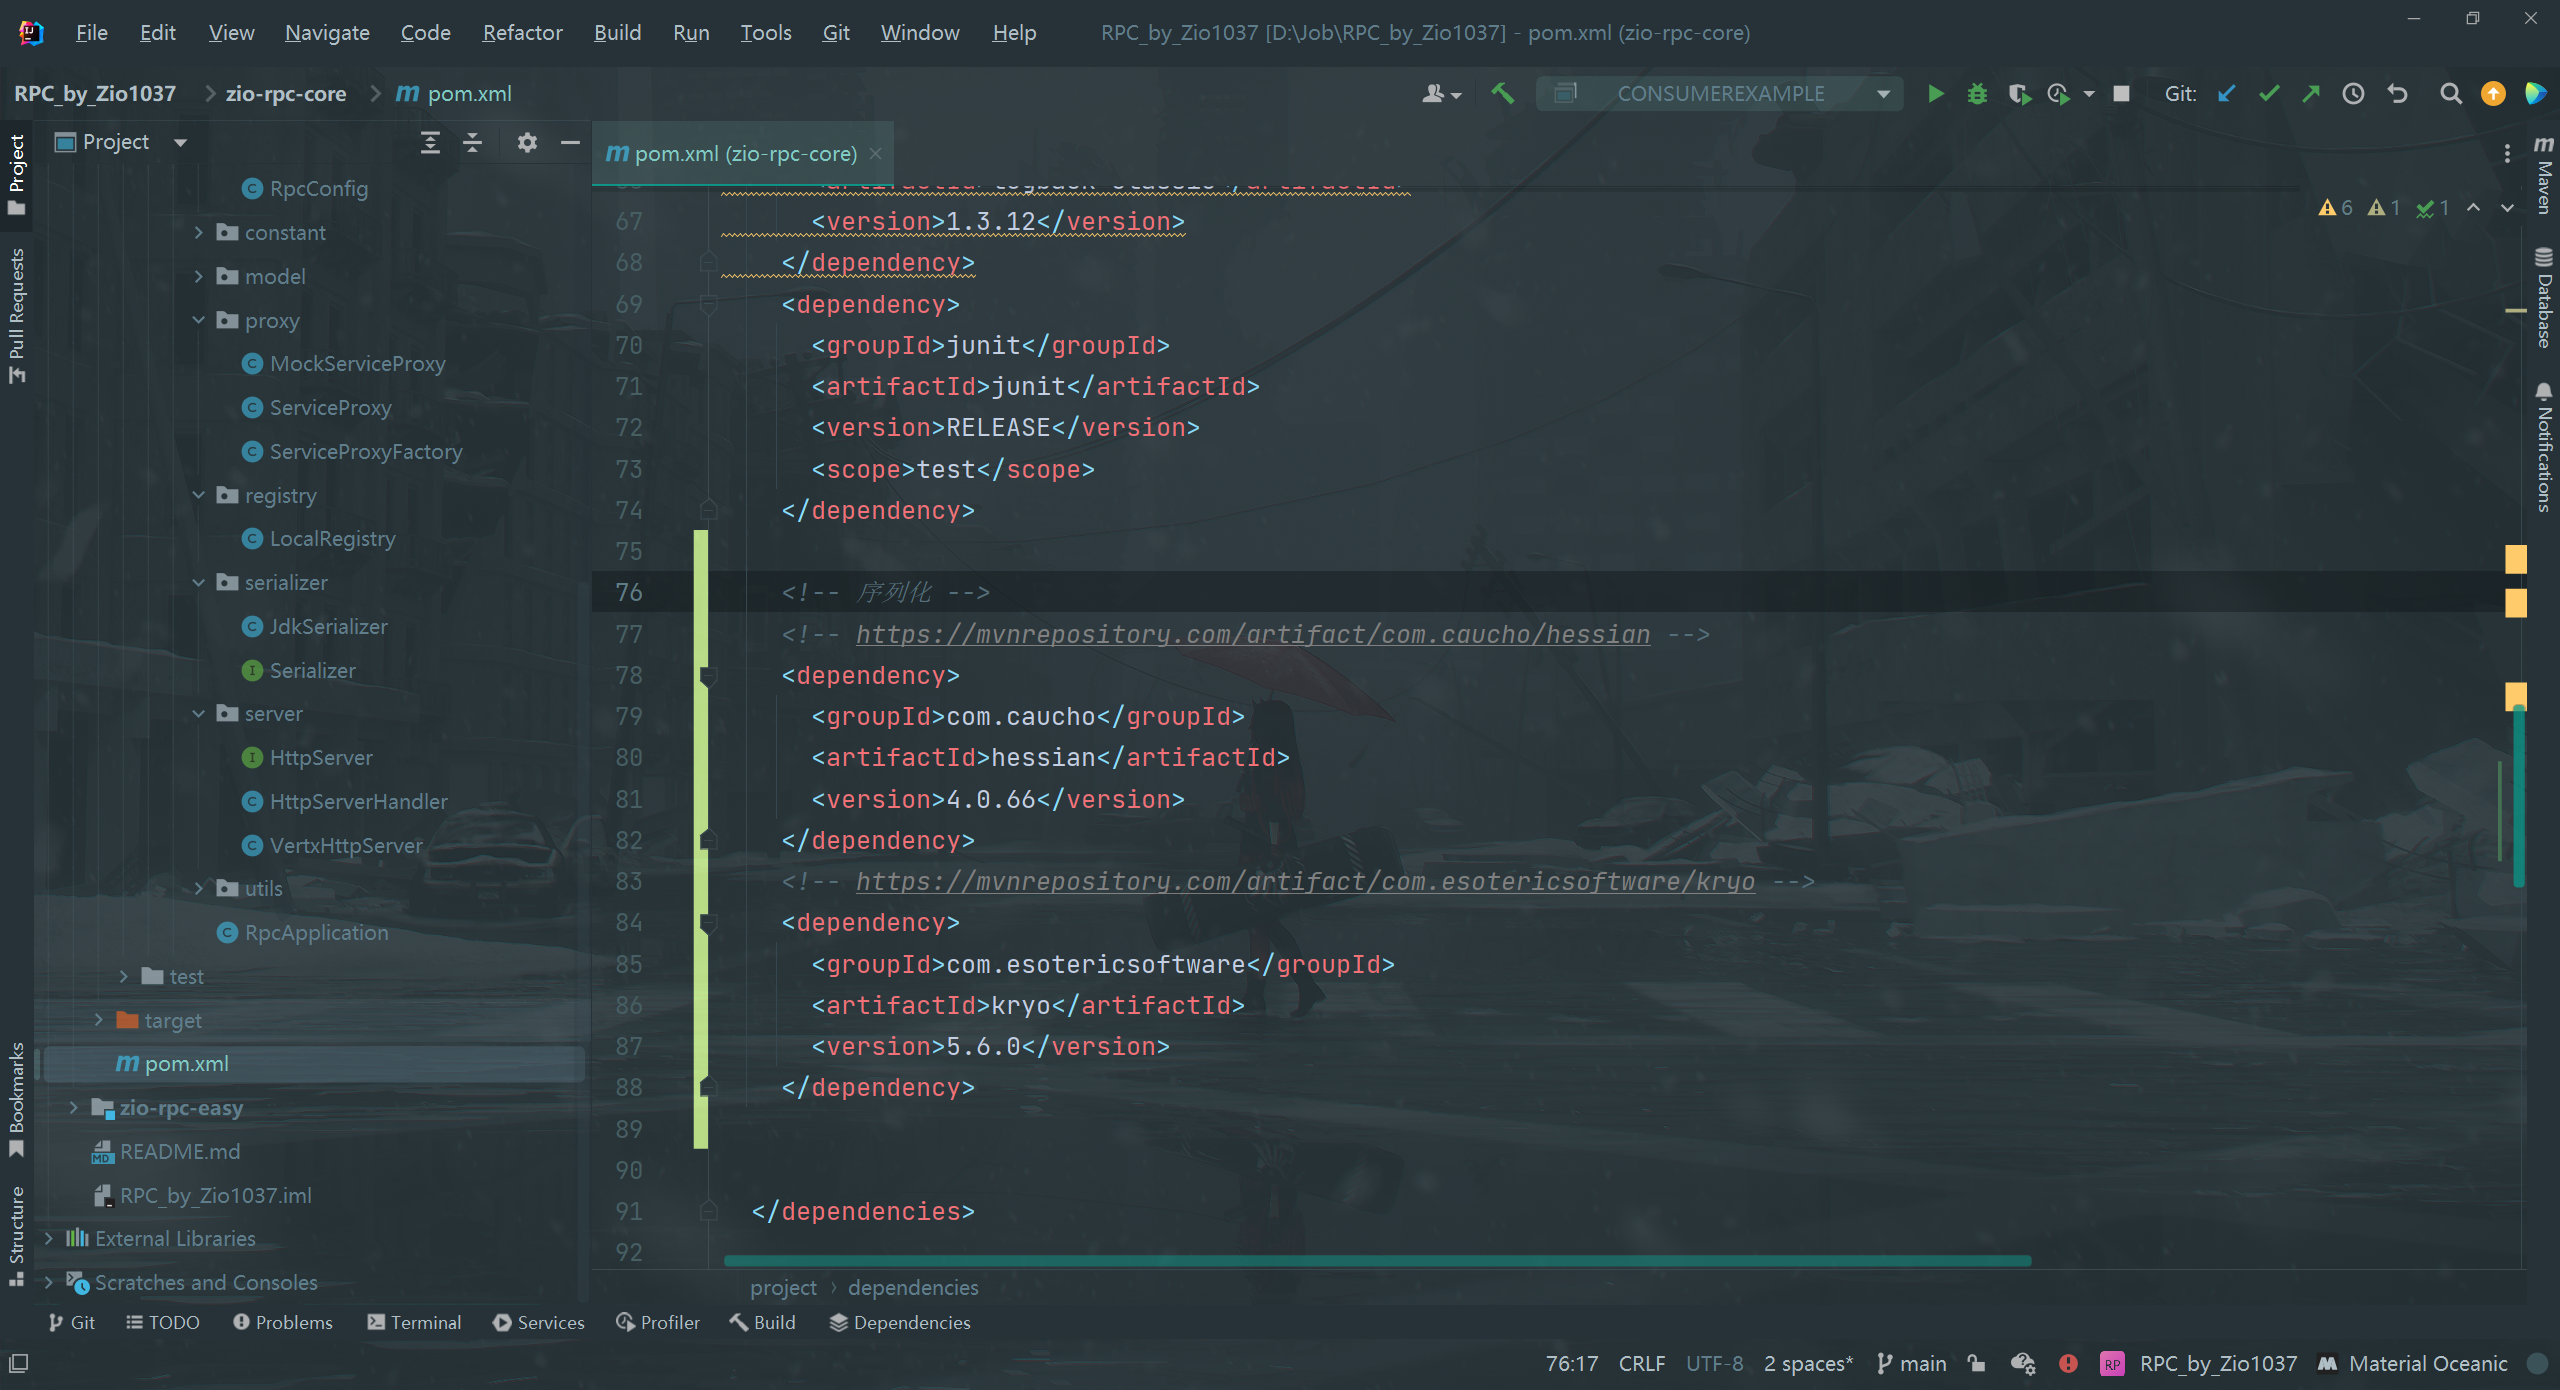 File Edit View Navigate Code Refactor Build Run Tools Git Window Help RPC_by_Zio1037 [D:\Job\RPC_by_Zio1037] - pom.xml (zio-rpc-core)
RPC_by_Zio1037 zio-rpc-core m pom.xml CONSUMEREXAMPLE Git:
Project
Pull Requests
Bookmarks
Structure
Project
RpcConfig
constant
model
proxy
MockServiceProxy
ServiceProxy
ServiceProxyFactory
registry
LocalRegistry
serializer
JdkSerializer
Serializer
server
HttpServer
HttpServerHandler
VertxHttpServer
utils
RpcApplication
test
target
m pom.xml
zio-rpc-easy
README.md
RPC_by_Zio1037.iml
External Libraries
Scratches and Consoles
m pom.xml (zio-rpc-core)
6 1 1
67 <version>1.3.12</version>
68 </dependency>
69 <dependency>
70 <groupId>junit</groupId>
71 <artifactId>junit</artifactId>
72 <version>RELEASE</version>
73 <scope>test</scope>
74 </dependency>
75
76 <!-- 序列化 -->
77 <!-- https://mvnrepository.com/artifact/com.caucho/hessian -->
78 <dependency>
79 <groupId>com.caucho</groupId>
80 <artifactId>hessian</artifactId>
81 <version>4.0.66</version>
82 </dependency>
83 <!-- https://mvnrepository.com/artifact/com.esotericsoftware/kryo -->
84 <dependency>
85 <groupId>com.esotericsoftware</groupId>
86 <artifactId>kryo</artifactId>
87 <version>5.6.0</version>
88 </dependency>
89
90
91 </dependencies>
92
project › dependencies
m Maven
Database
Notifications
Git TODO Problems Terminal Services Profiler Build Dependencies
76:17 CRLF UTF-8 2 spaces* main RP RPC_by_Zio1037 Material Oceanic